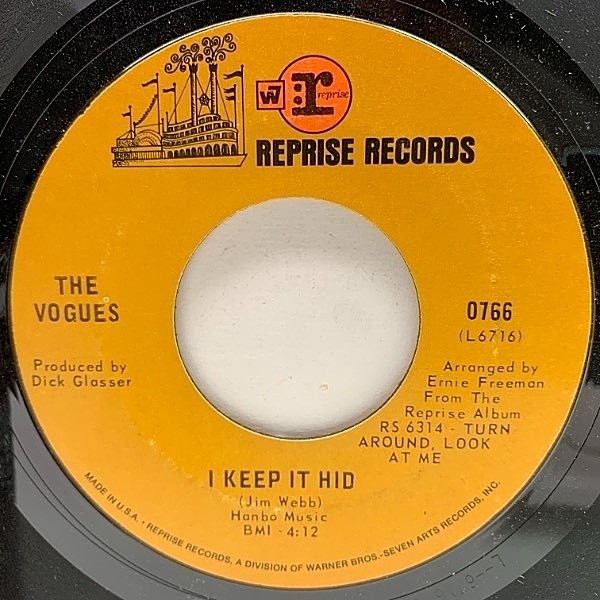 W7
r:
reprise
REPRISE RECORDS
THE
VOGUES
Produced by
Dick Glasser
0766
(L6716)
Arranged by
Ernie Freeman
From The
Reprise Album
RS 6314 - TURN
AROUND, LOOK
AT ME
I KEEP IT HID
(Jim Webb)
Hanbo Music
BMI - 4:12
MADE IN U.S.A. • REPRISE RECORDS, A DIVISION OF WARNER BROS.-SEVEN ARTS RECORDS, INC.